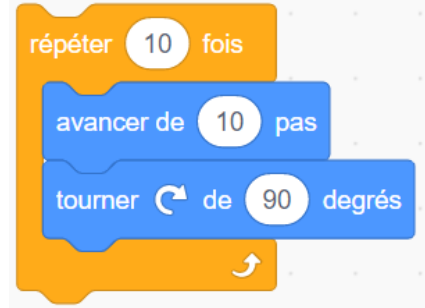 répéter 10 fois
avancer de 10 pas
tourner de 90 degrés